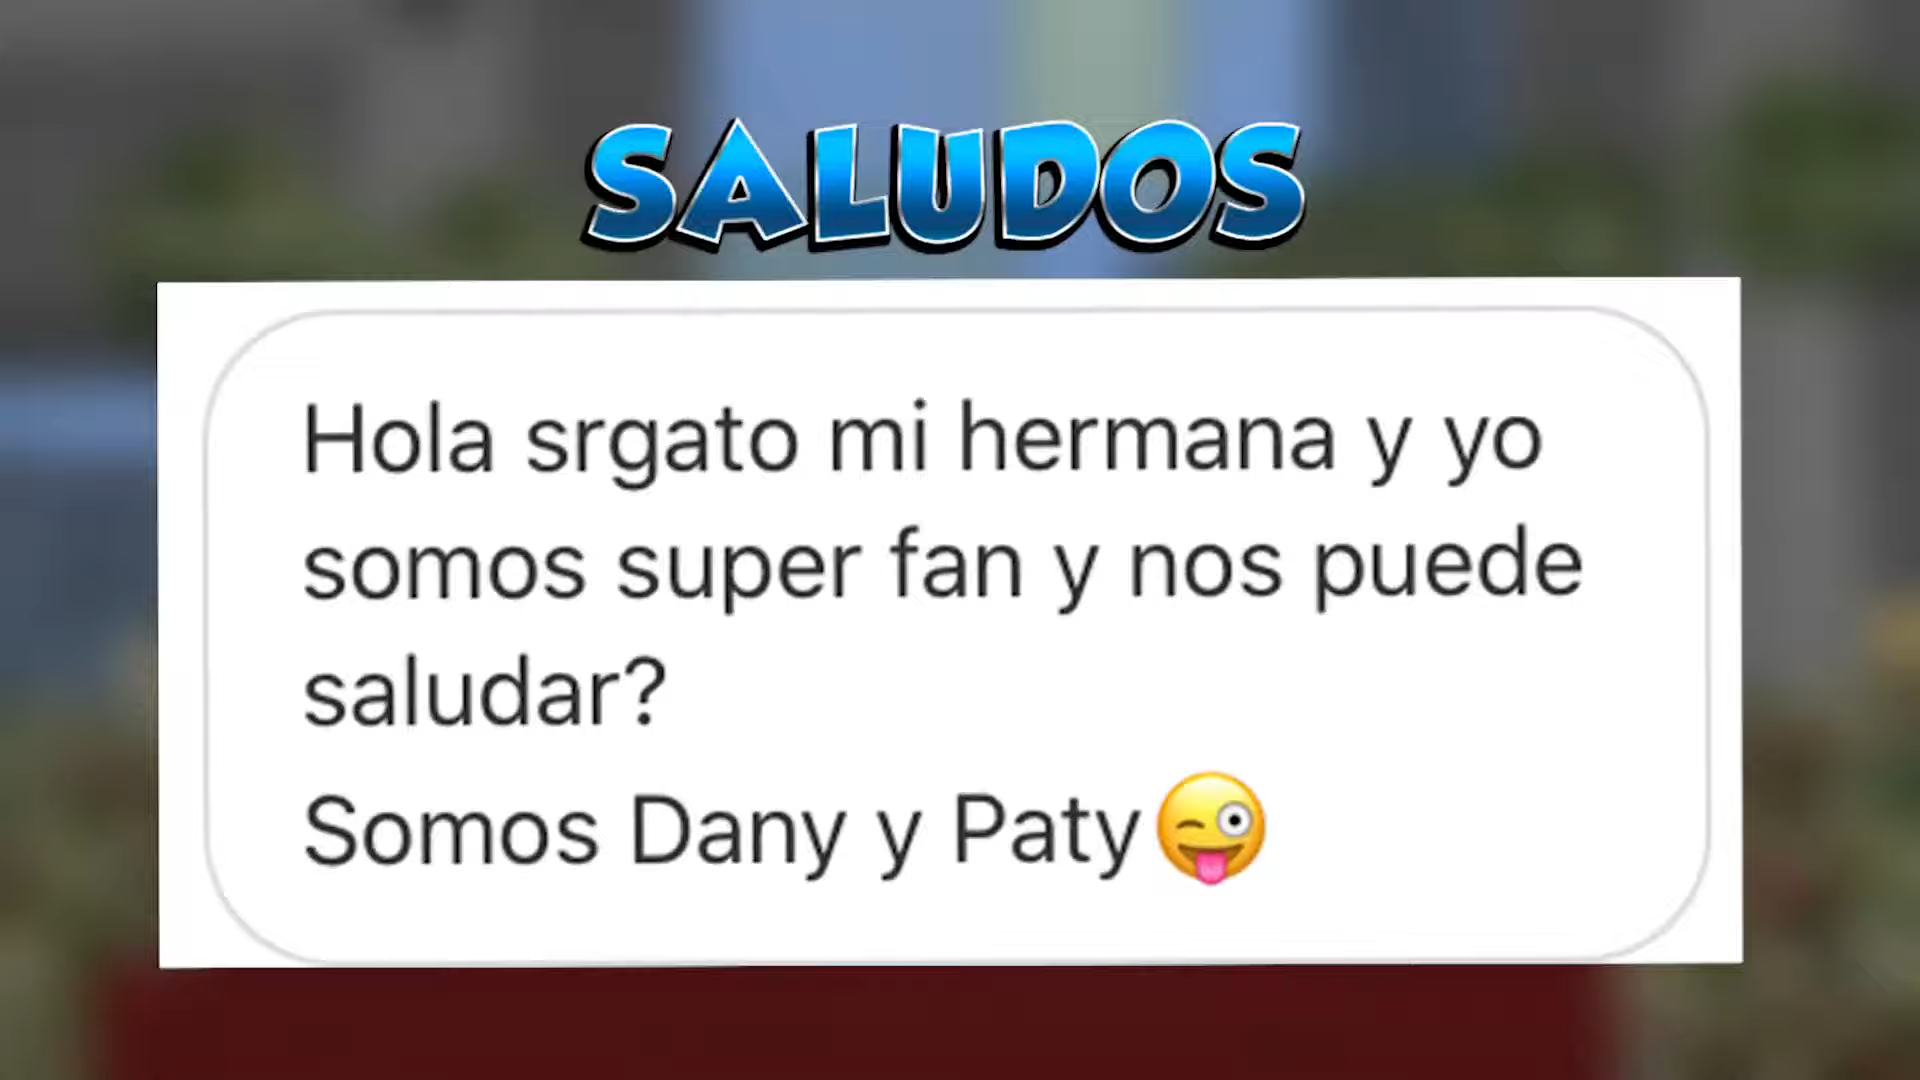 SALUDOS
Hola srgato mi hermana y yo
somos super fan y nos puede
saludar?
Somos Dany y Paty😜